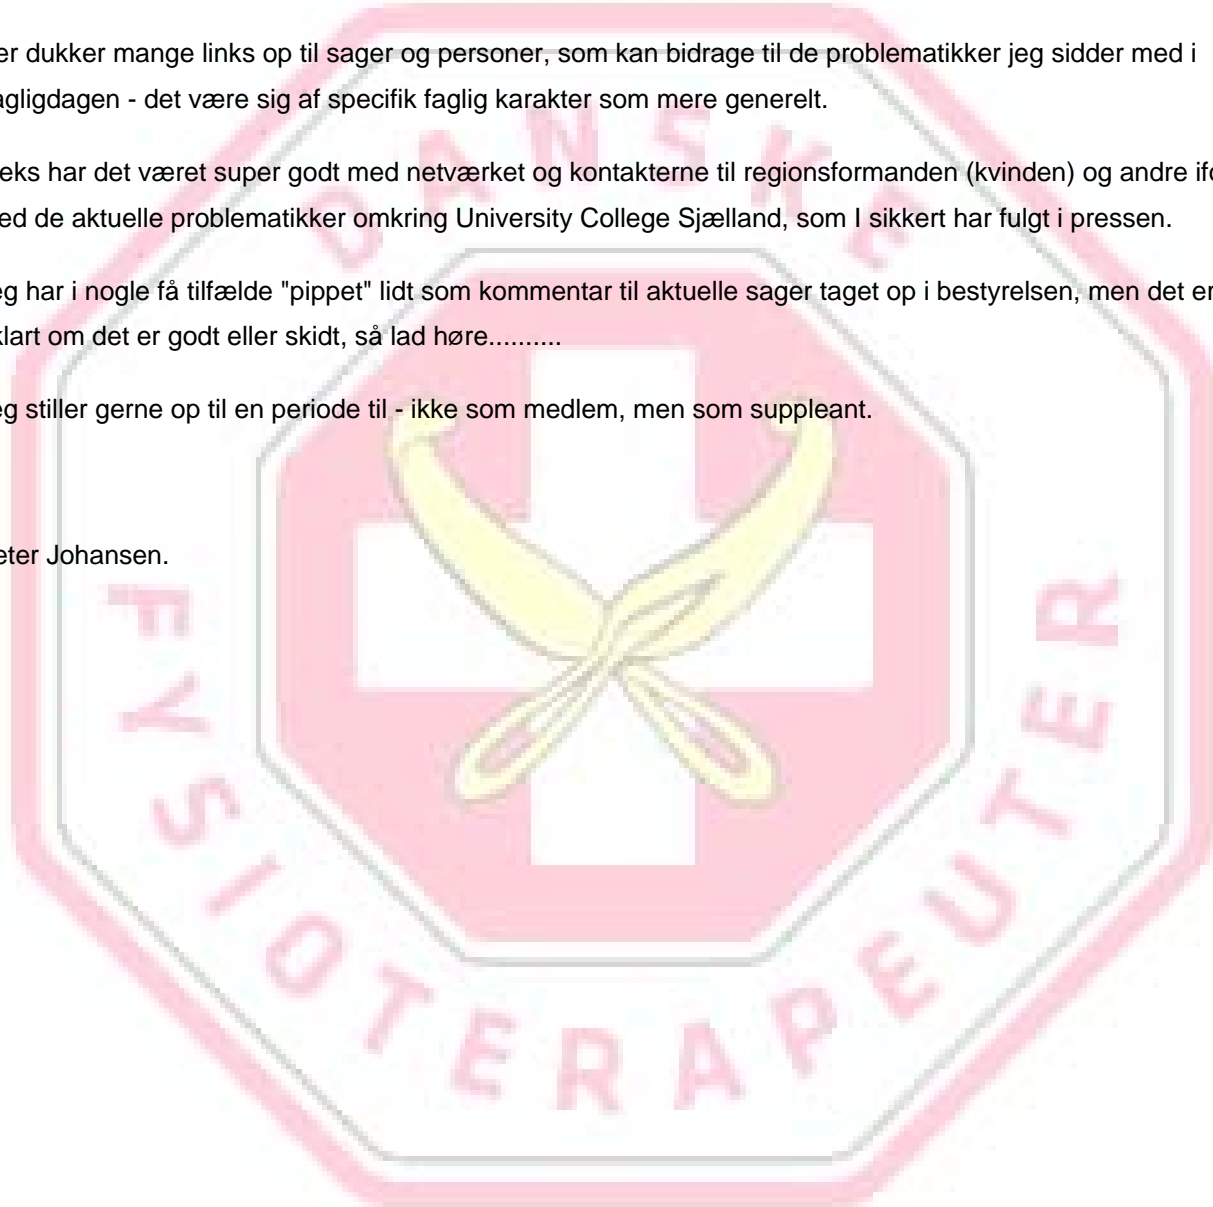 er dukker mange links op til sager og personer, som kan bidrage til de problematikker jeg sidder med i
agligdagen - det være sig af specifik faglig karakter som mere generelt.
eks har det været super godt med netværket og kontakterne til regionsformanden (kvinden) og andre ifo
ed de aktuelle problematikker omkring University College Sjælland, som I sikkert har fulgt i pressen.
eg har i nogle få tilfælde "pippet" lidt som kommentar til aktuelle sager taget op i bestyrelsen, men det er
klart om det er godt eller skidt, så lad høre..........
eg stiller gerne op til en periode til - ikke som medlem, men som suppleant.
eter Johansen.
DANSKE
FYSIOTERAPEUTER